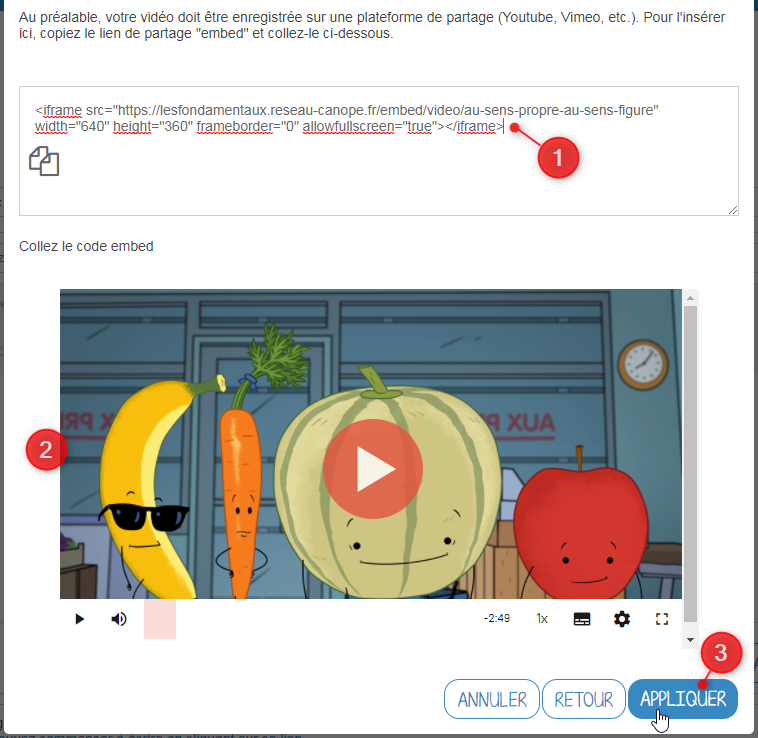 Au préalable, votre vidéo doit être enregistrée sur une plateforme de partage (Youtube, Vimeo, etc.). Pour l'insérer
ici, copiez le lien de partage "embed" et collez-le ci-dessous.
<iframe src="https://lesfondamentaux.reseau-canope.fr/embed/video/au-sens-propre-au-sens-figure"
width="640" height="360" frameborder="0" allowfullscreen="true"></iframe>
1
Collez le code embed
AUX
2
-2:49 1x
3
ANNULER RETOUR APPLIQUER